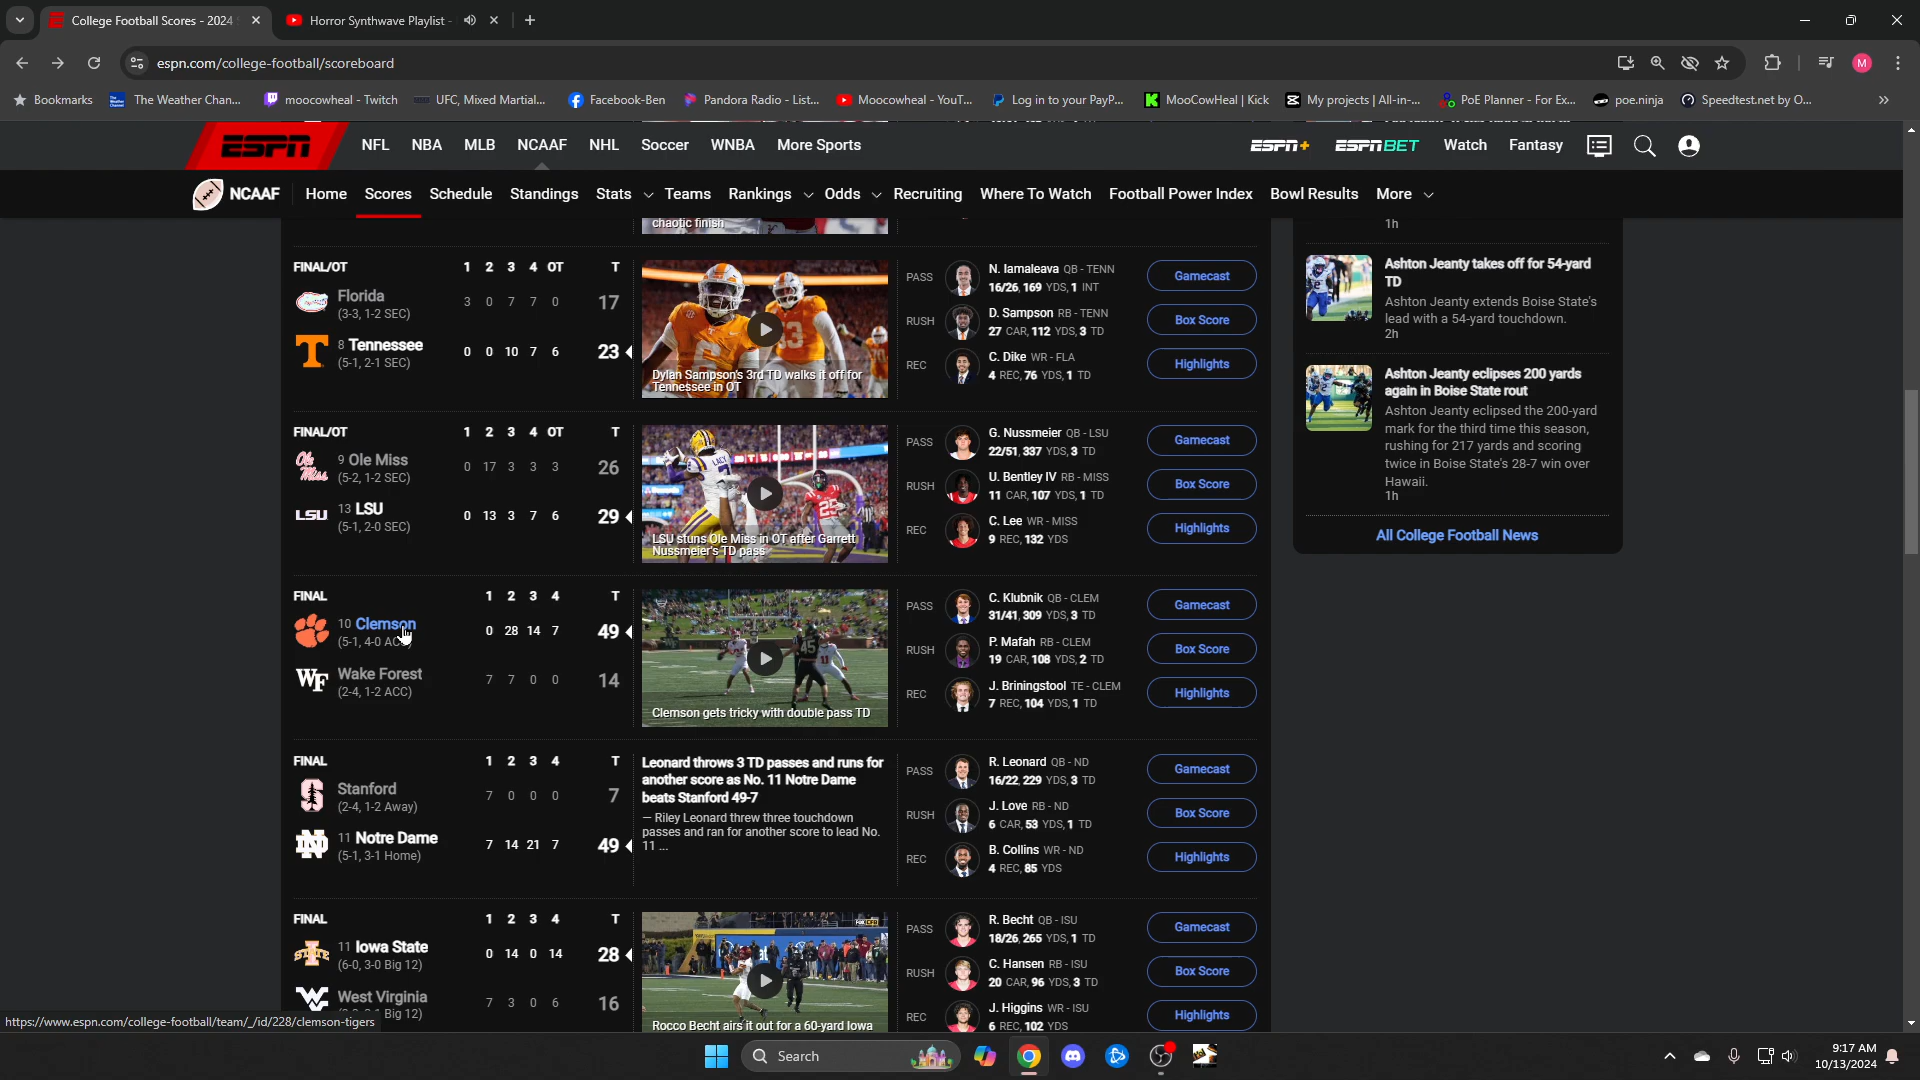 College Football Scores - 2024
Horror Synthwave Playlist -
espn.com/college-football/scoreboard
M
Bookmarks The Weather Chan... moocowheal - Twitch UFC, Mixed Martial... Facebook-Ben Pandora Radio - List... Moocowheal - YouT... Log in to your PayP... MooCowHeal | Kick My projects | All-in-... PoE Planner - For Ex... poe.ninja Speedtest.net by O...
ESPN NFL NBA MLB NCAAF NHL Soccer WNBA More Sports ESPN+ ESPN BET Watch Fantasy
NCAAF Home Scores Schedule Standings Stats Teams Rankings Odds Recruiting Where To Watch Football Power Index Bowl Results More
chaotic finish
FINAL/OT 1 2 3 4 OT T
Florida 3 0 7 7 0 17
(3-3, 1-2 SEC)
8 Tennessee 0 0 10 7 6 23
(5-1, 2-1 SEC)
Dylan Sampson's 3rd TD walks it off for
Tennessee in OT
PASS N. Iamaleava QB - TENN
16/26, 169 YDS, 1 INT
RUSH D. Sampson RB - TENN
27 CAR, 112 YDS, 3 TD
REC C. Dike WR - FLA
4 REC, 76 YDS, 1 TD
Gamecast
Box Score
Highlights
FINAL/OT 1 2 3 4 OT T
9 Ole Miss 0 17 3 3 3 26
(5-2, 1-2 SEC)
LSU 13 LSU 0 13 3 7 6 29
(5-1, 2-0 SEC)
LSU stuns Ole Miss in OT after Garrett
Nussmeier's TD pass
PASS G. Nussmeier QB - LSU
22/51, 337 YDS, 3 TD
RUSH U. Bentley IV RB - MISS
11 CAR, 107 YDS, 1 TD
REC C. Lee WR - MISS
9 REC, 132 YDS
Gamecast
Box Score
Highlights
FINAL 1 2 3 4 T
10 Clemson 0 28 14 7 49
(5-1, 4-0 ACC)
WF Wake Forest 7 7 0 0 14
(2-4, 1-2 ACC)
Clemson gets tricky with double pass TD
PASS C. Klubnik QB - CLEM
31/41, 309 YDS, 3 TD
RUSH P. Mafah RB - CLEM
19 CAR, 108 YDS, 2 TD
REC J. Briningstool TE - CLEM
7 REC, 104 YDS, 1 TD
Gamecast
Box Score
Highlights
FINAL 1 2 3 4 T
Stanford 7 0 0 0 7
(2-4, 1-2 Away)
11 Notre Dame 7 14 21 7 49
(5-1, 3-1 Home)
Leonard throws 3 TD passes and runs for
another score as No. 11 Notre Dame
beats Stanford 49-7
— Riley Leonard threw three touchdown
passes and ran for another score to lead No.
11 ...
PASS R. Leonard QB - ND
16/22, 229 YDS, 3 TD
RUSH J. Love RB - ND
6 CAR, 53 YDS, 1 TD
REC B. Collins WR - ND
4 REC, 85 YDS
Gamecast
Box Score
Highlights
FINAL 1 2 3 4 T
11 Iowa State 0 14 0 14 28
(6-0, 3-0 Big 12)
West Virginia 7 3 0 6 16
Big 12)
Rocco Becht airs it out for a 60-yard Iowa
PASS R. Becht QB - ISU
18/26, 265 YDS, 1 TD
RUSH C. Hansen RB - ISU
20 CAR, 96 YDS, 3 TD
REC J. Higgins WR - ISU
6 REC, 102 YDS
Gamecast
Box Score
Highlights
1h
Ashton Jeanty takes off for 54-yard
TD
Ashton Jeanty extends Boise State's
lead with a 54-yard touchdown.
2h
Ashton Jeanty eclipses 200 yards
again in Boise State rout
Ashton Jeanty eclipsed the 200-yard
mark for the third time this season,
rushing for 217 yards and scoring
twice in Boise State's 28-7 win over
Hawaii.
1h
All College Football News
https://www.espn.com/college-football/team/_/id/228/clemson-tigers
Search
9:17 AM
10/13/2024